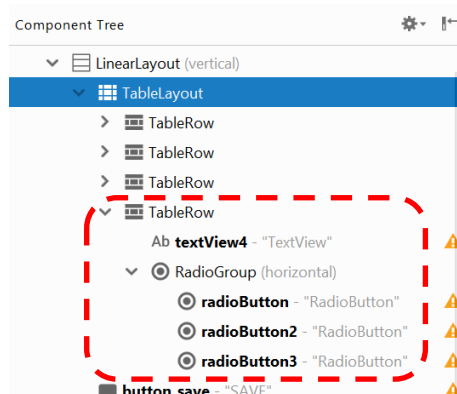 Component Tree
LinearLayout (vertical)
TableLayout
TableRow
TableRow
TableRow
TableRow
Ab textView4 - "TextView"
RadioGroup (horizontal)
radioButton - "RadioButton"
radioButton2 - "RadioButton"
radioButton3 - "RadioButton"
button_save - "SAVE"